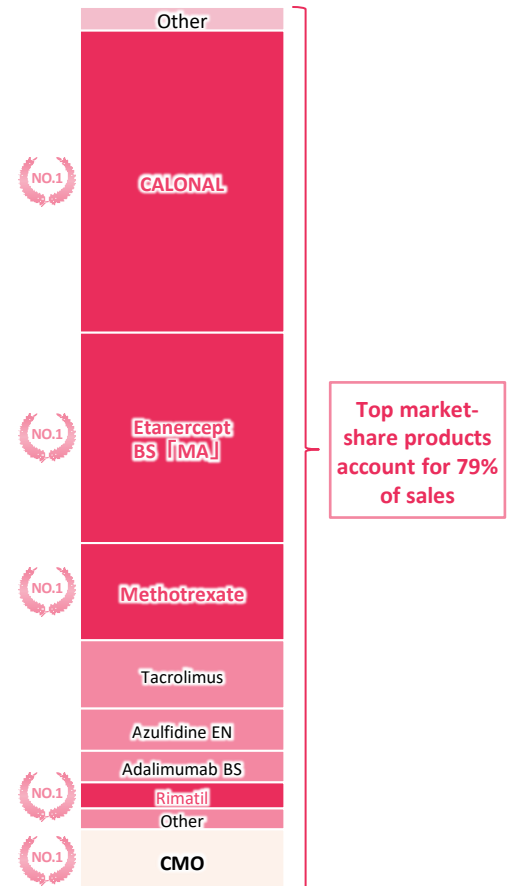 Other
NO.1
CALONAL
NO.1
Etanercept
BS「MA」
Top market-
share products
account for 79%
of sales
NO.1
Methotrexate
Tacrolimus
Azulfidine EN
Adalimumab BS
NO.1
Rimatil
Other
NO.1
CMO